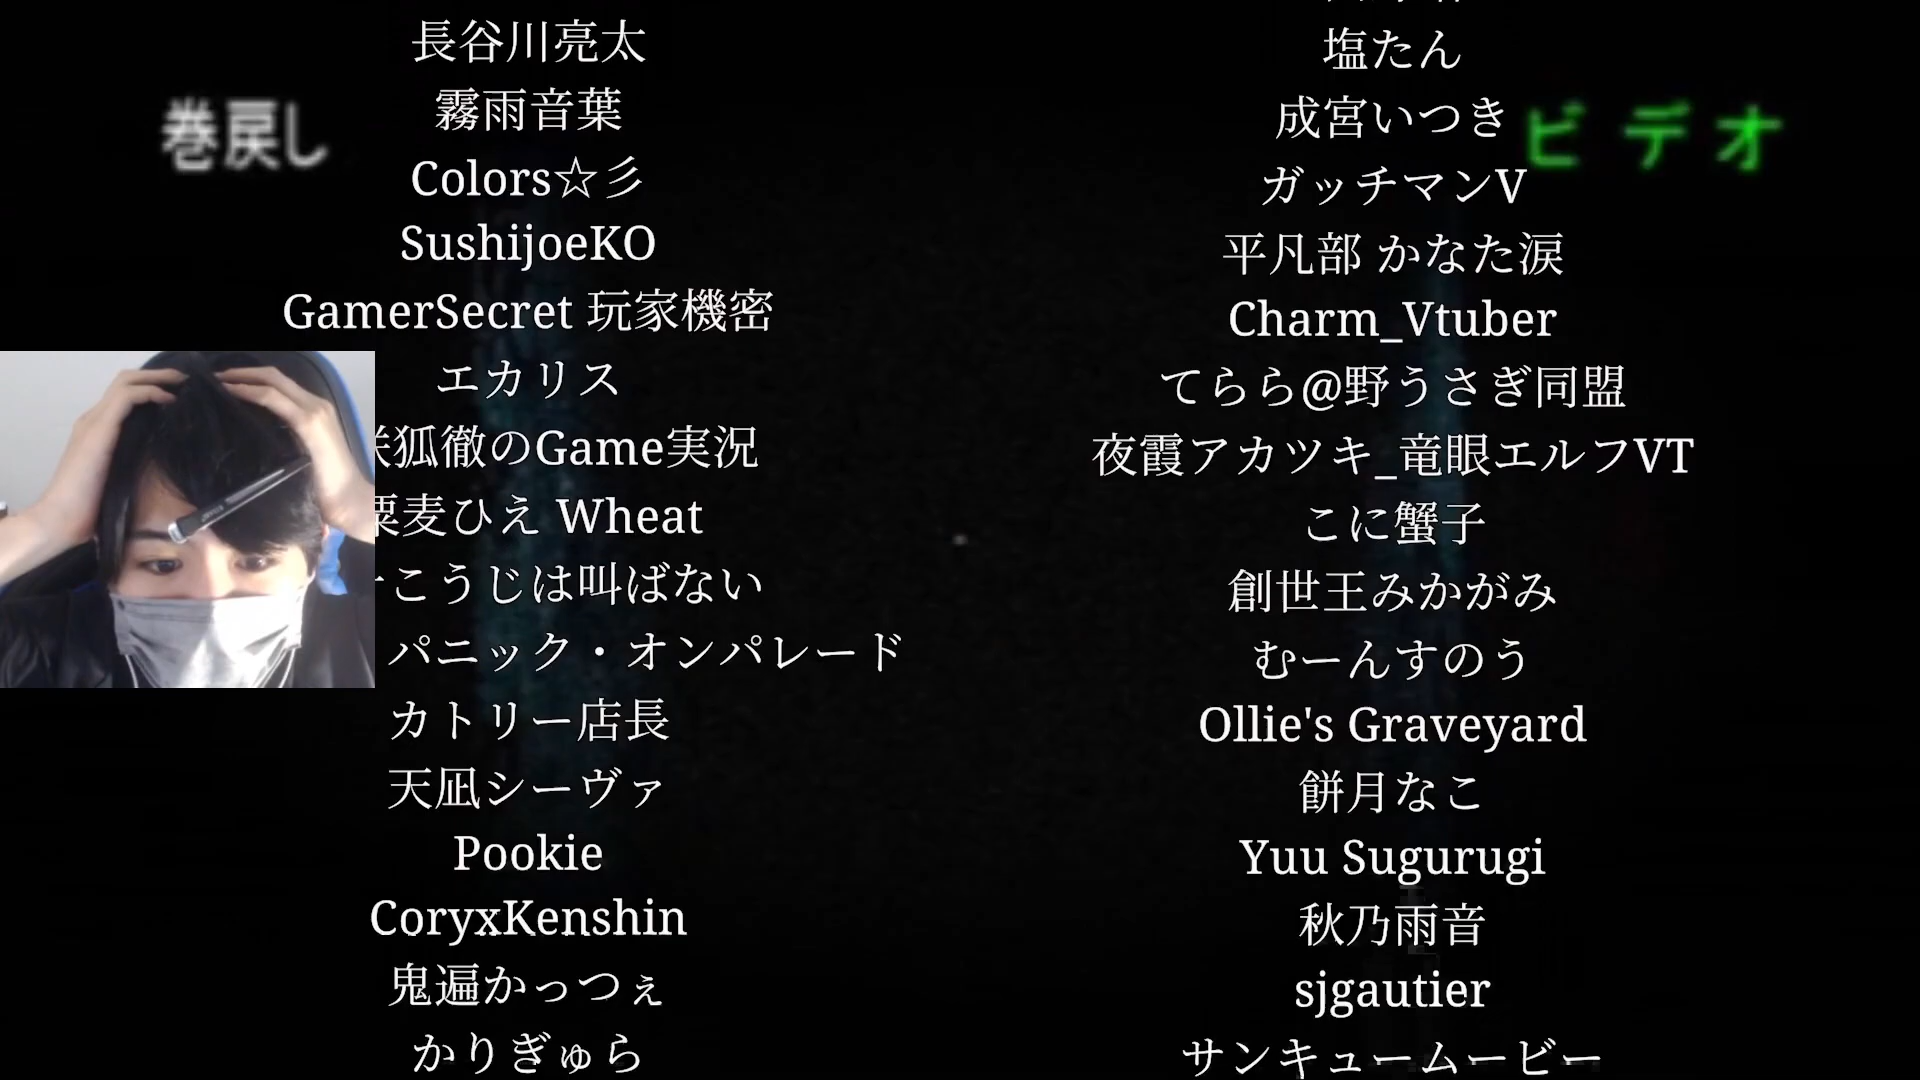 長谷川亮太
霧雨音葉
Colors☆彡
SushijoeKO
GamerSecret 玩家機密
エカリス
狐徹のGame実況
麦ひえ Wheat
こうじは叫ばない
パニック・オンパレード
カトリー店長
天凪シーヴァ
Pookie
CoryxKenshin
鬼遍かっつぇ
かりぎゅら
巻戻し
塩たん
成宮いつき
ガッチマンV
平凡部 かなた涙
Charm_Vtuber
てらら@野うさぎ同盟
夜霞アカツキ_竜眼エルフVT
こに蟹子
創世王みかがみ
むーんすのう
Ollie's Graveyard
餅月なこ
Yuu Sugurugi
秋乃雨音
sjgautier
サンキュームービー
ビデオ